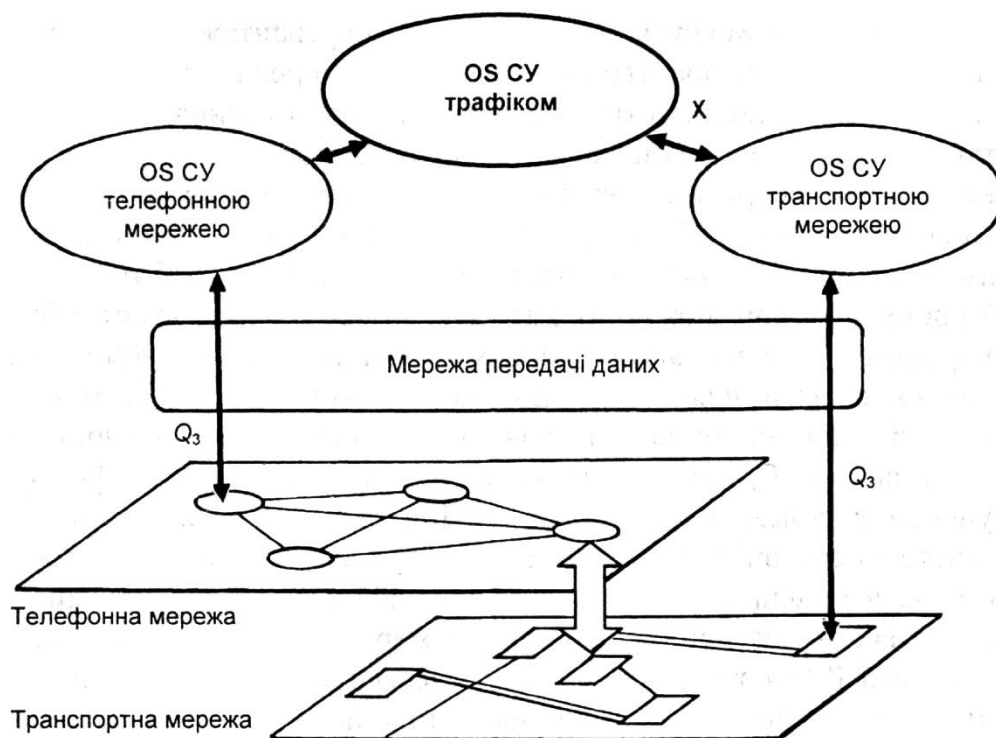 OS СУ
трафіком
X
OS СУ
телефонною
мережею
OS СУ
транспортною
мережею
Мережа передачі даних
Q₃
Q₃
Телефонна мережа
Транспортна мережа